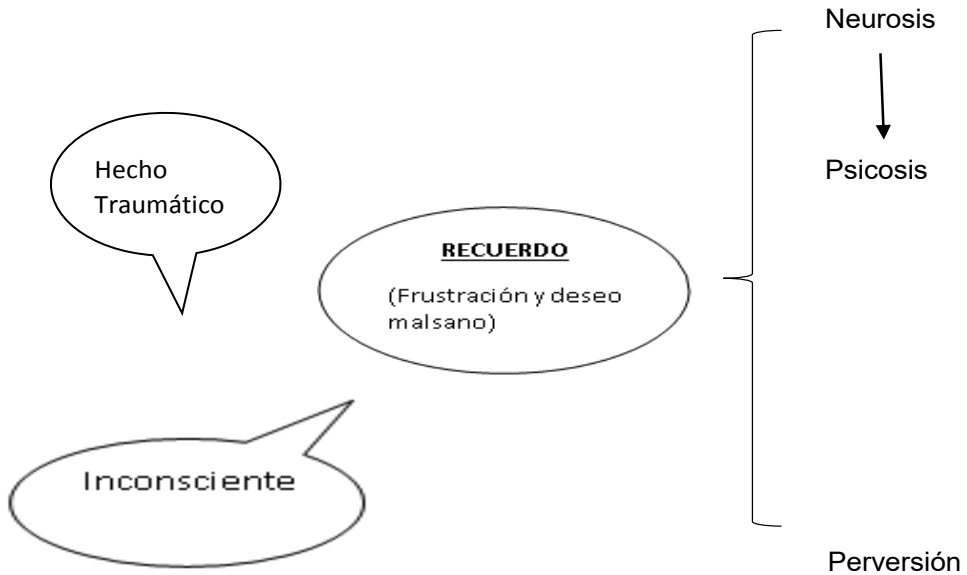 Neurosis
Hecho
Traumático
Psicosis
RECUERDO
(Frustración y deseo
malsano)
Inconsciente
Perversión